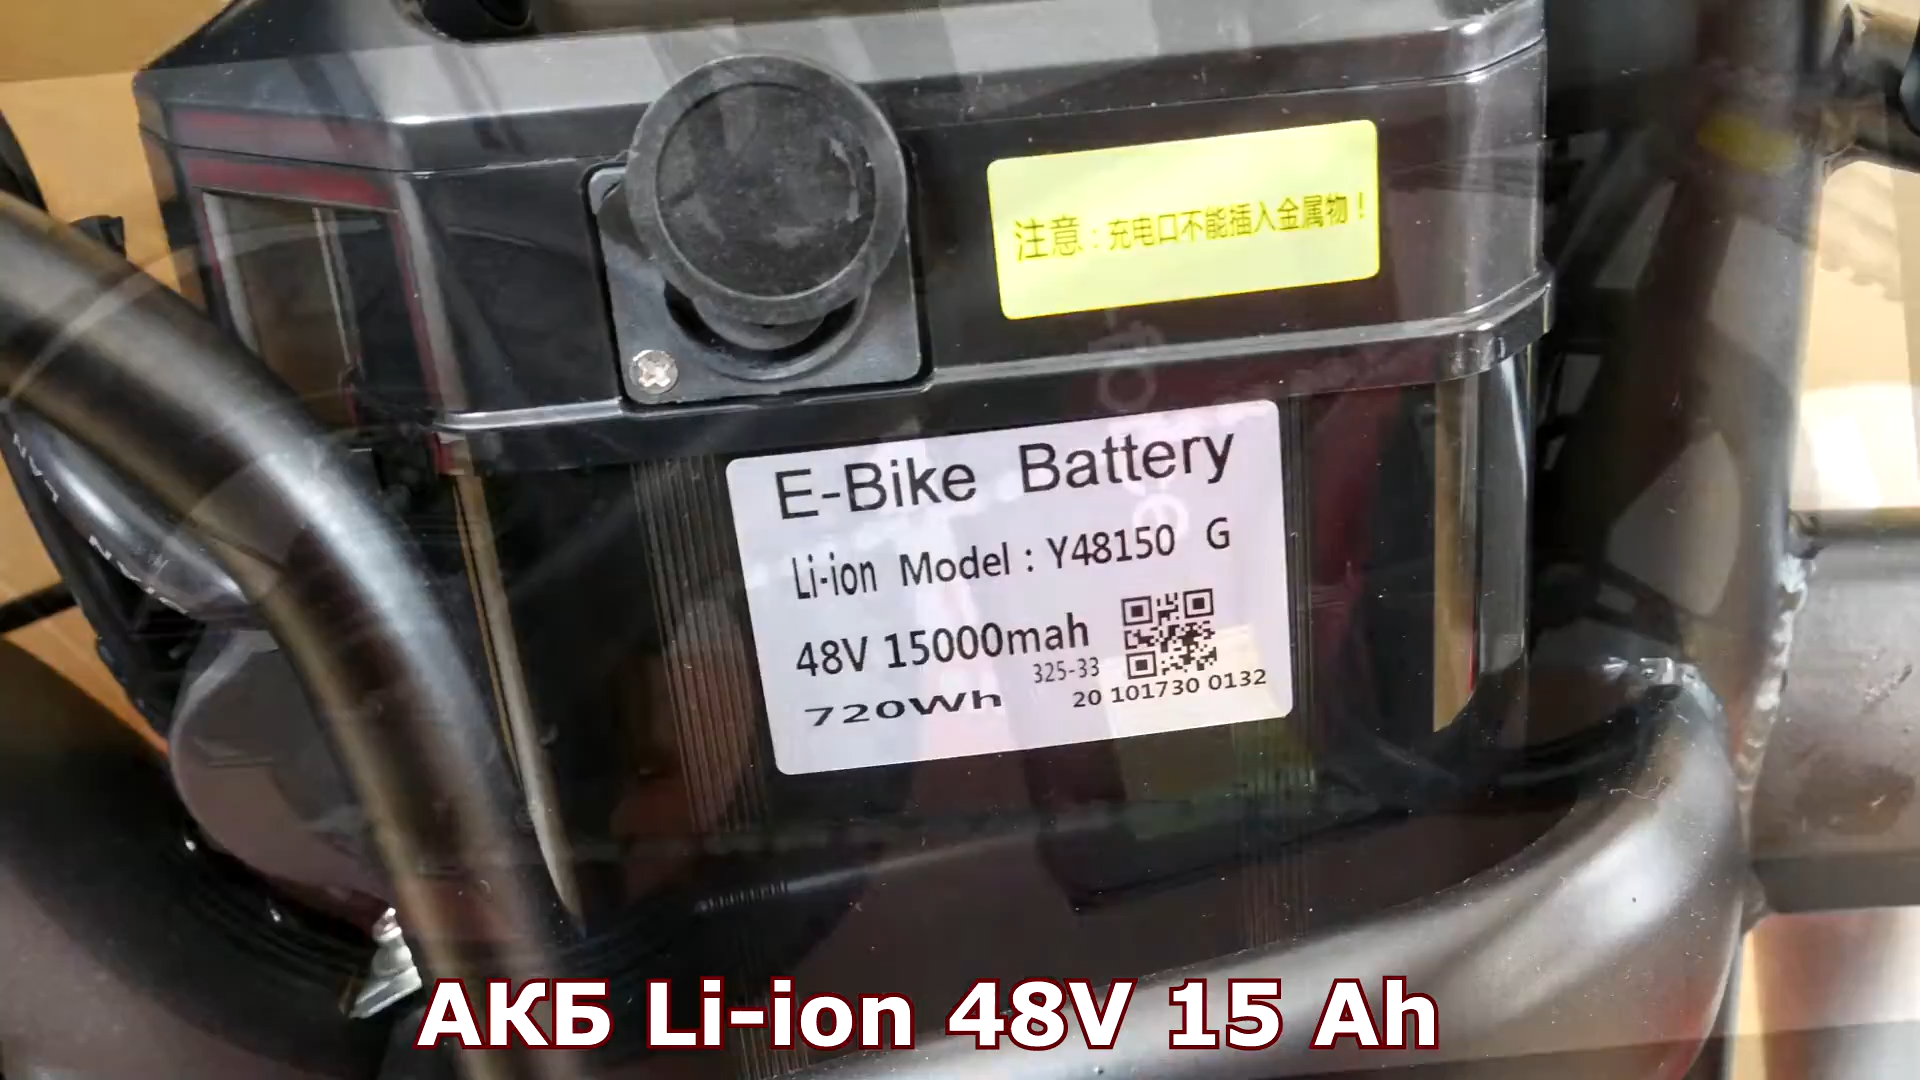 注意:充电口不能插入金属物!
E-Bike Battery
Li-ion Model : Y48150 G
48V 15000mah
325-33
720Wh
20 101730 0132
АКБ Li-ion 48V 15 Ah